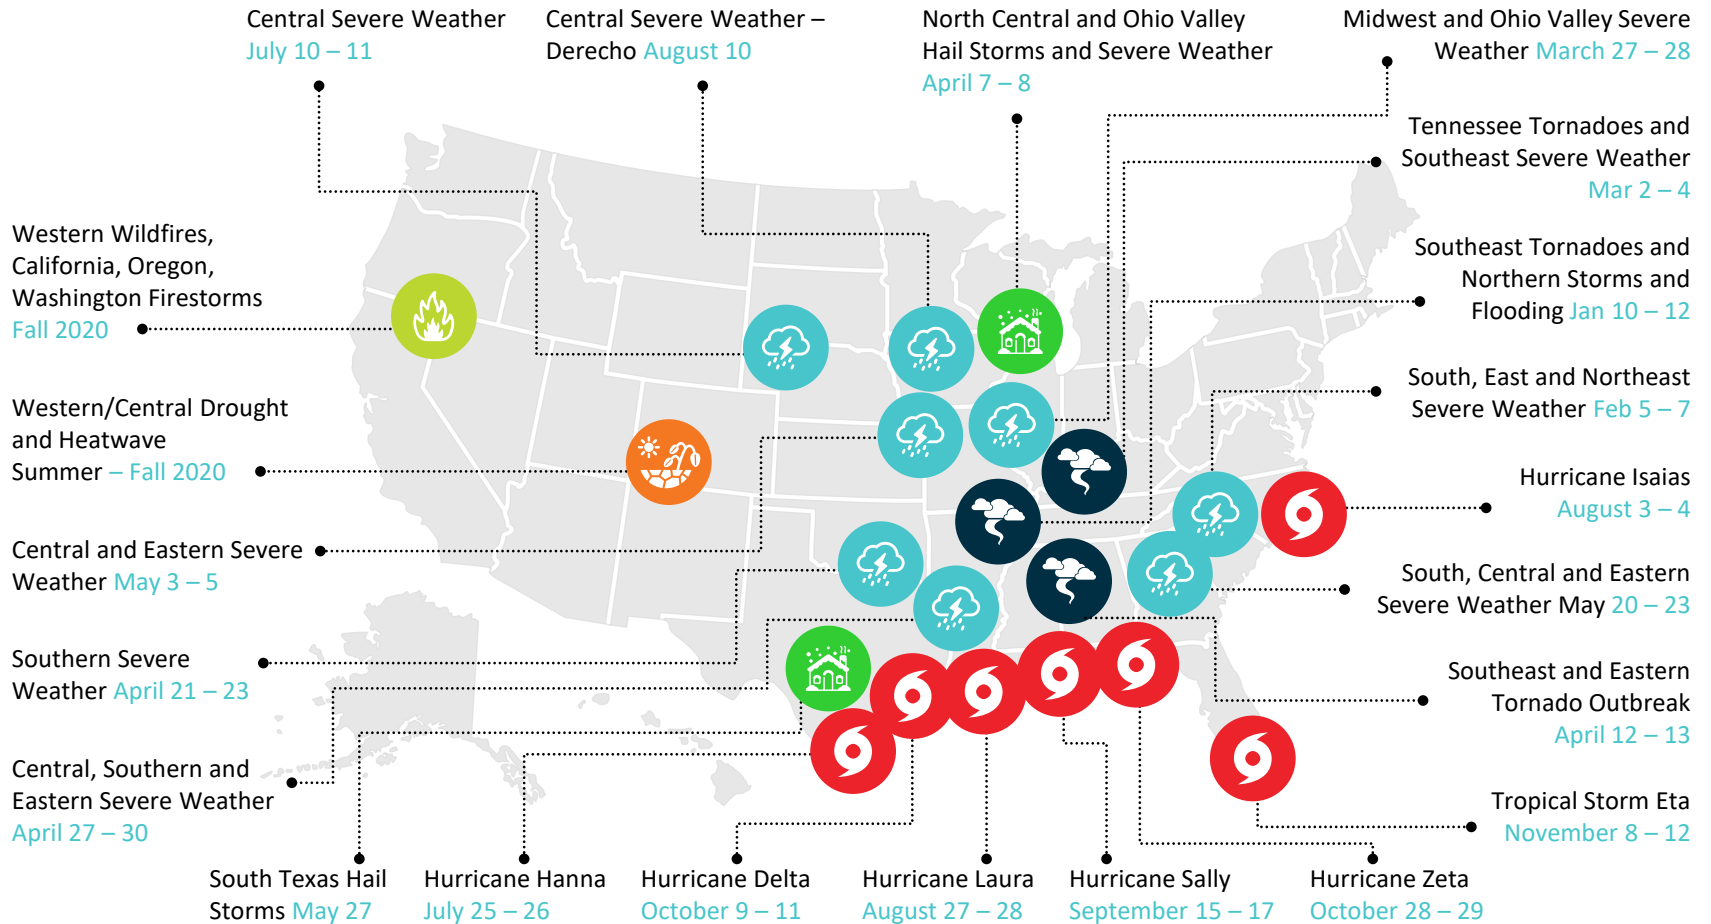 Central Severe Weather
July 10 – 11
Central Severe Weather –
Derecho August 10
North Central and Ohio Valley
Hail Storms and Severe Weather
April 7 – 8
Midwest and Ohio Valley Severe
Weather March 27 – 28
Tennessee Tornadoes and
Southeast Severe Weather
Mar 2 – 4
Southeast Tornadoes and
Northern Storms and
Flooding Jan 10 – 12
South, East and Northeast
Severe Weather Feb 5 – 7
Hurricane Isaias
August 3 – 4
South, Central and Eastern
Severe Weather May 20 – 23
Southeast and Eastern
Tornado Outbreak
April 12 – 13
Tropical Storm Eta
November 8 – 12
Western Wildfires,
California, Oregon,
Washington Firestorms
Fall 2020
Western/Central Drought
and Heatwave
Summer – Fall 2020
Central and Eastern Severe
Weather May 3 – 5
Southern Severe
Weather April 21 – 23
Central, Southern and
Eastern Severe Weather
April 27 – 30
South Texas Hail
Storms May 27
Hurricane Hanna
July 25 – 26
Hurricane Delta
October 9 – 11
Hurricane Laura
August 27 – 28
Hurricane Sally
September 15 – 17
Hurricane Zeta
October 28 – 29